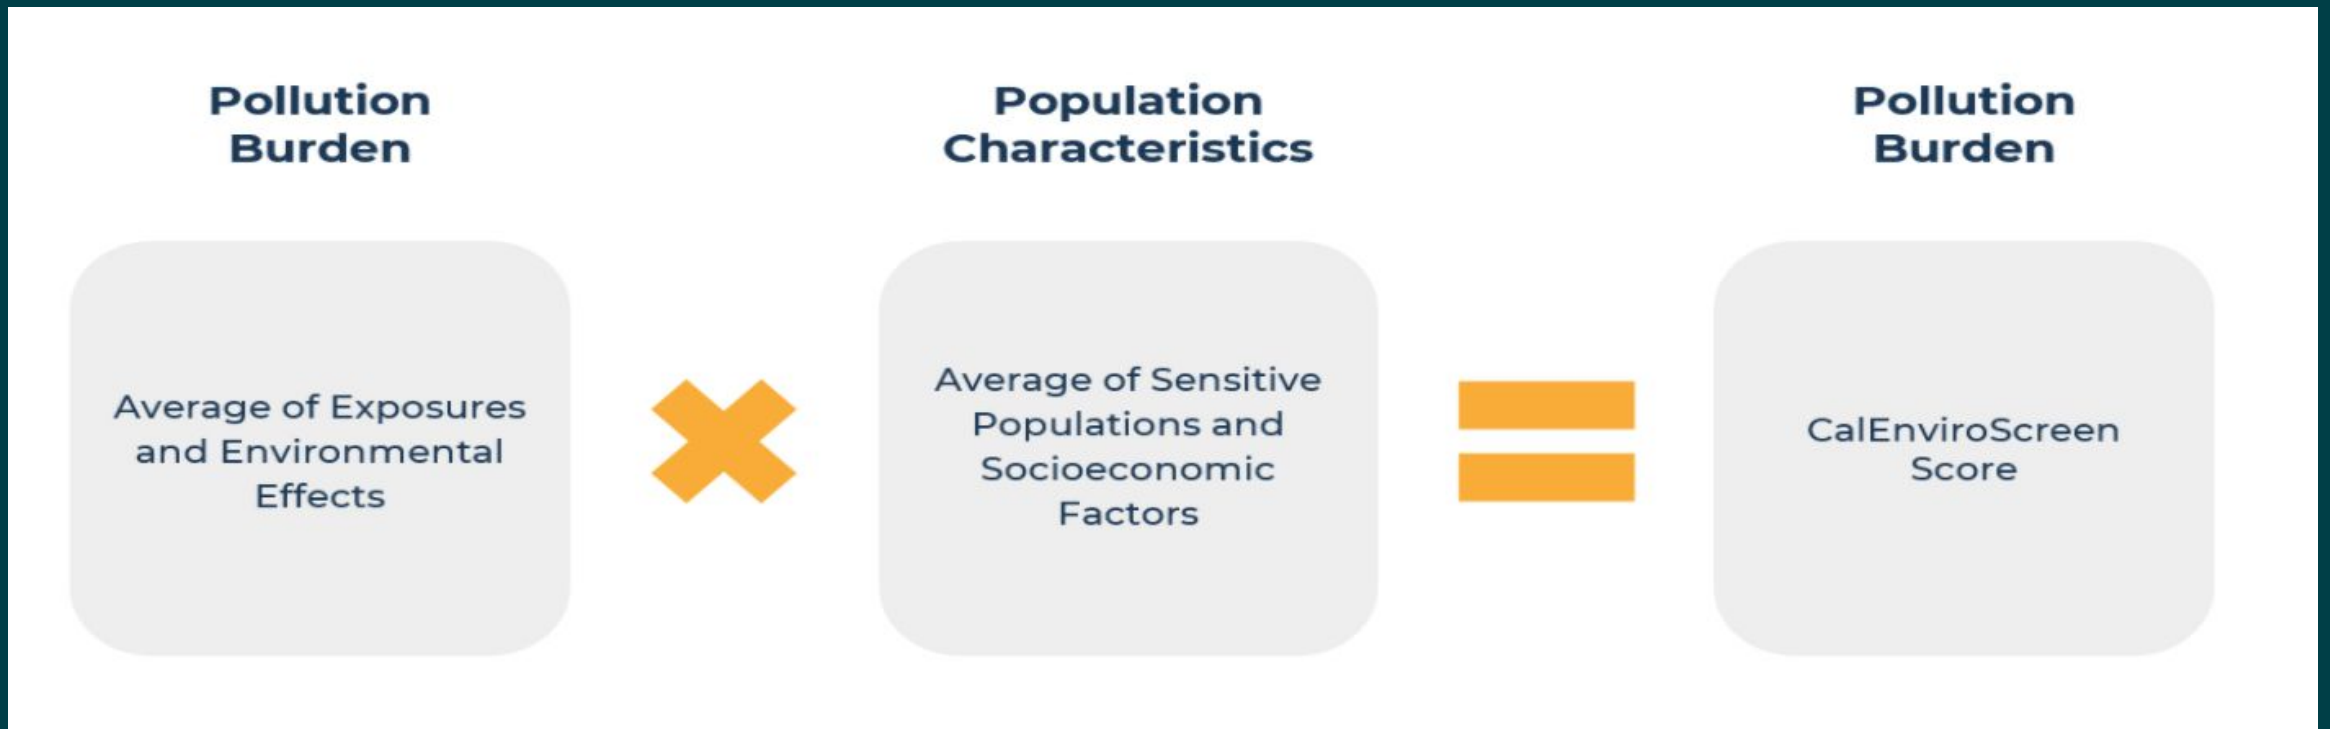 Pollution
Burden
Population
Characteristics
Pollution
Burden
Average of Exposures
and Environmental
Effects
Average of Sensitive
Populations and
Socioeconomic
Factors
CalEnviroScreen
Score